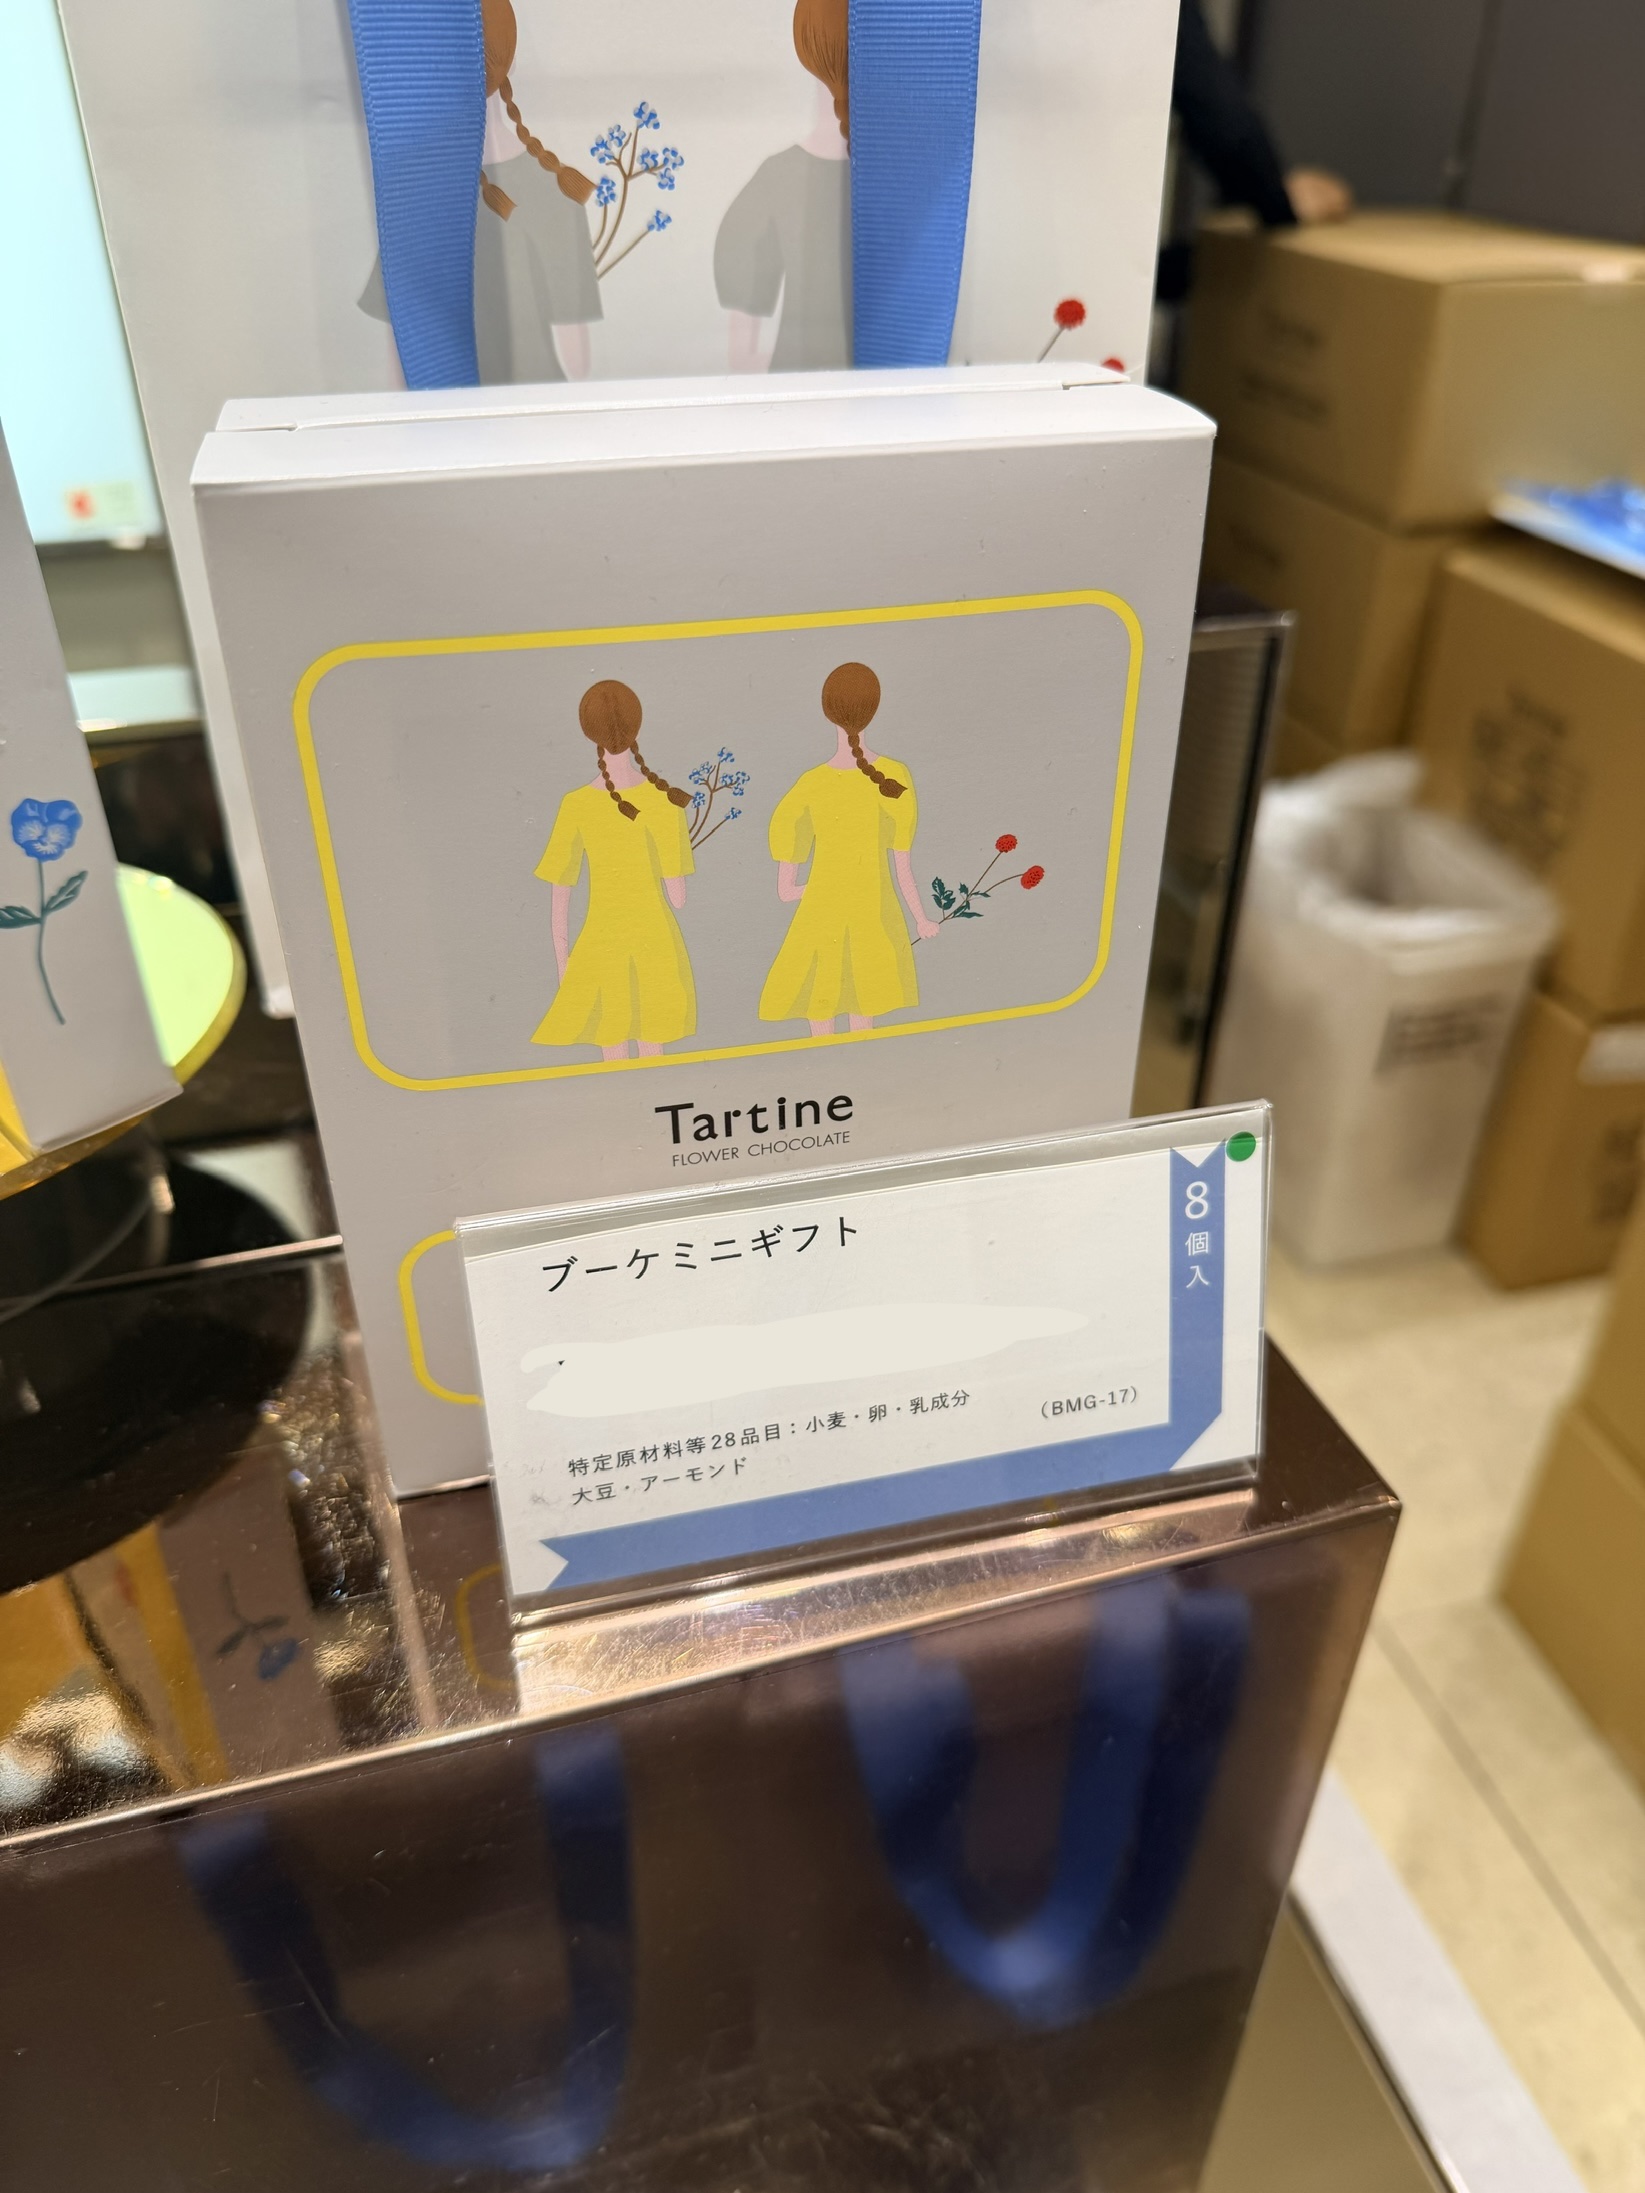 Tartine
FLOWER CHOCOLATE
ブーケミニギフト
8個入
特定原材料等28品目：小麦・卵・乳成分
大豆・アーモンド
（BMG-17）